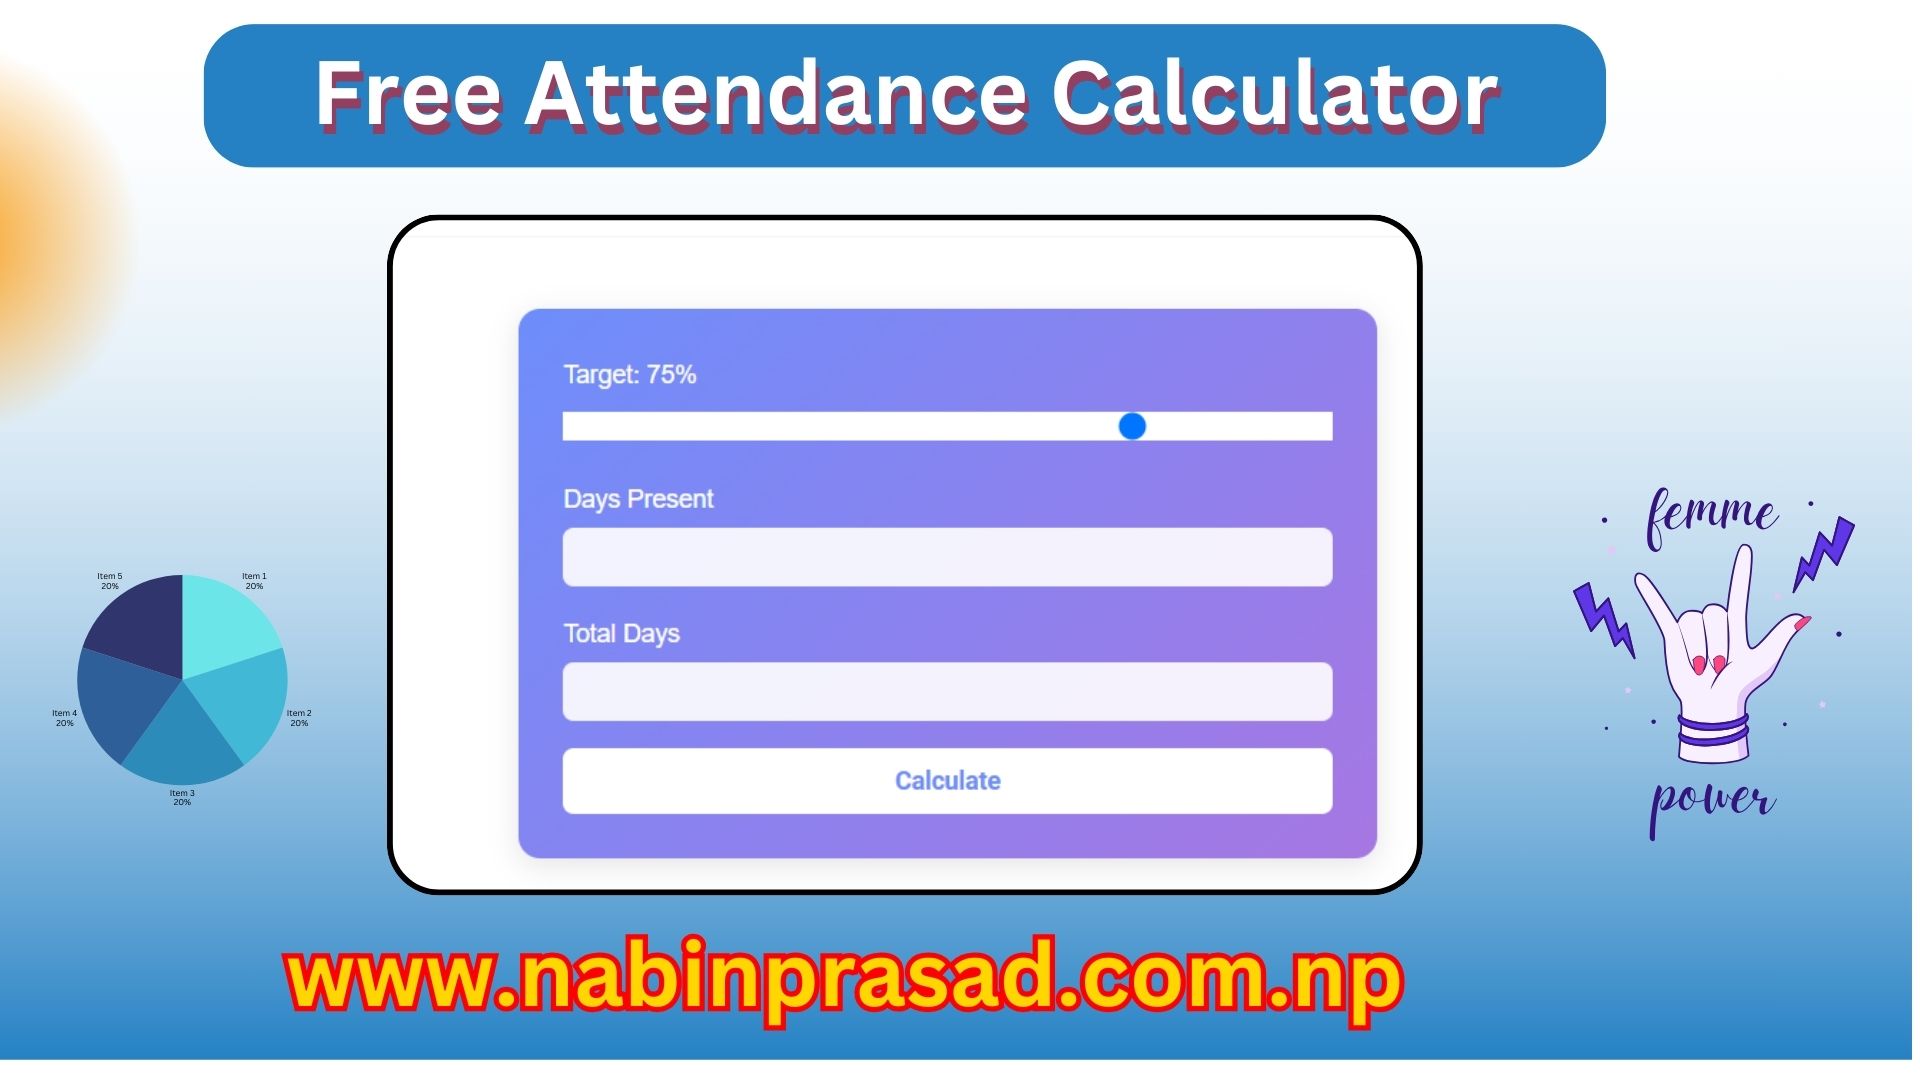 Free Attendance Calculator
Target: 75%
Days Present
Total Days
Calculate
Item 5
20%
Item 1
20%
Item 4
20%
Item 2
20%
Item 3
20%
femme
power
www.nabinprasad.com.np